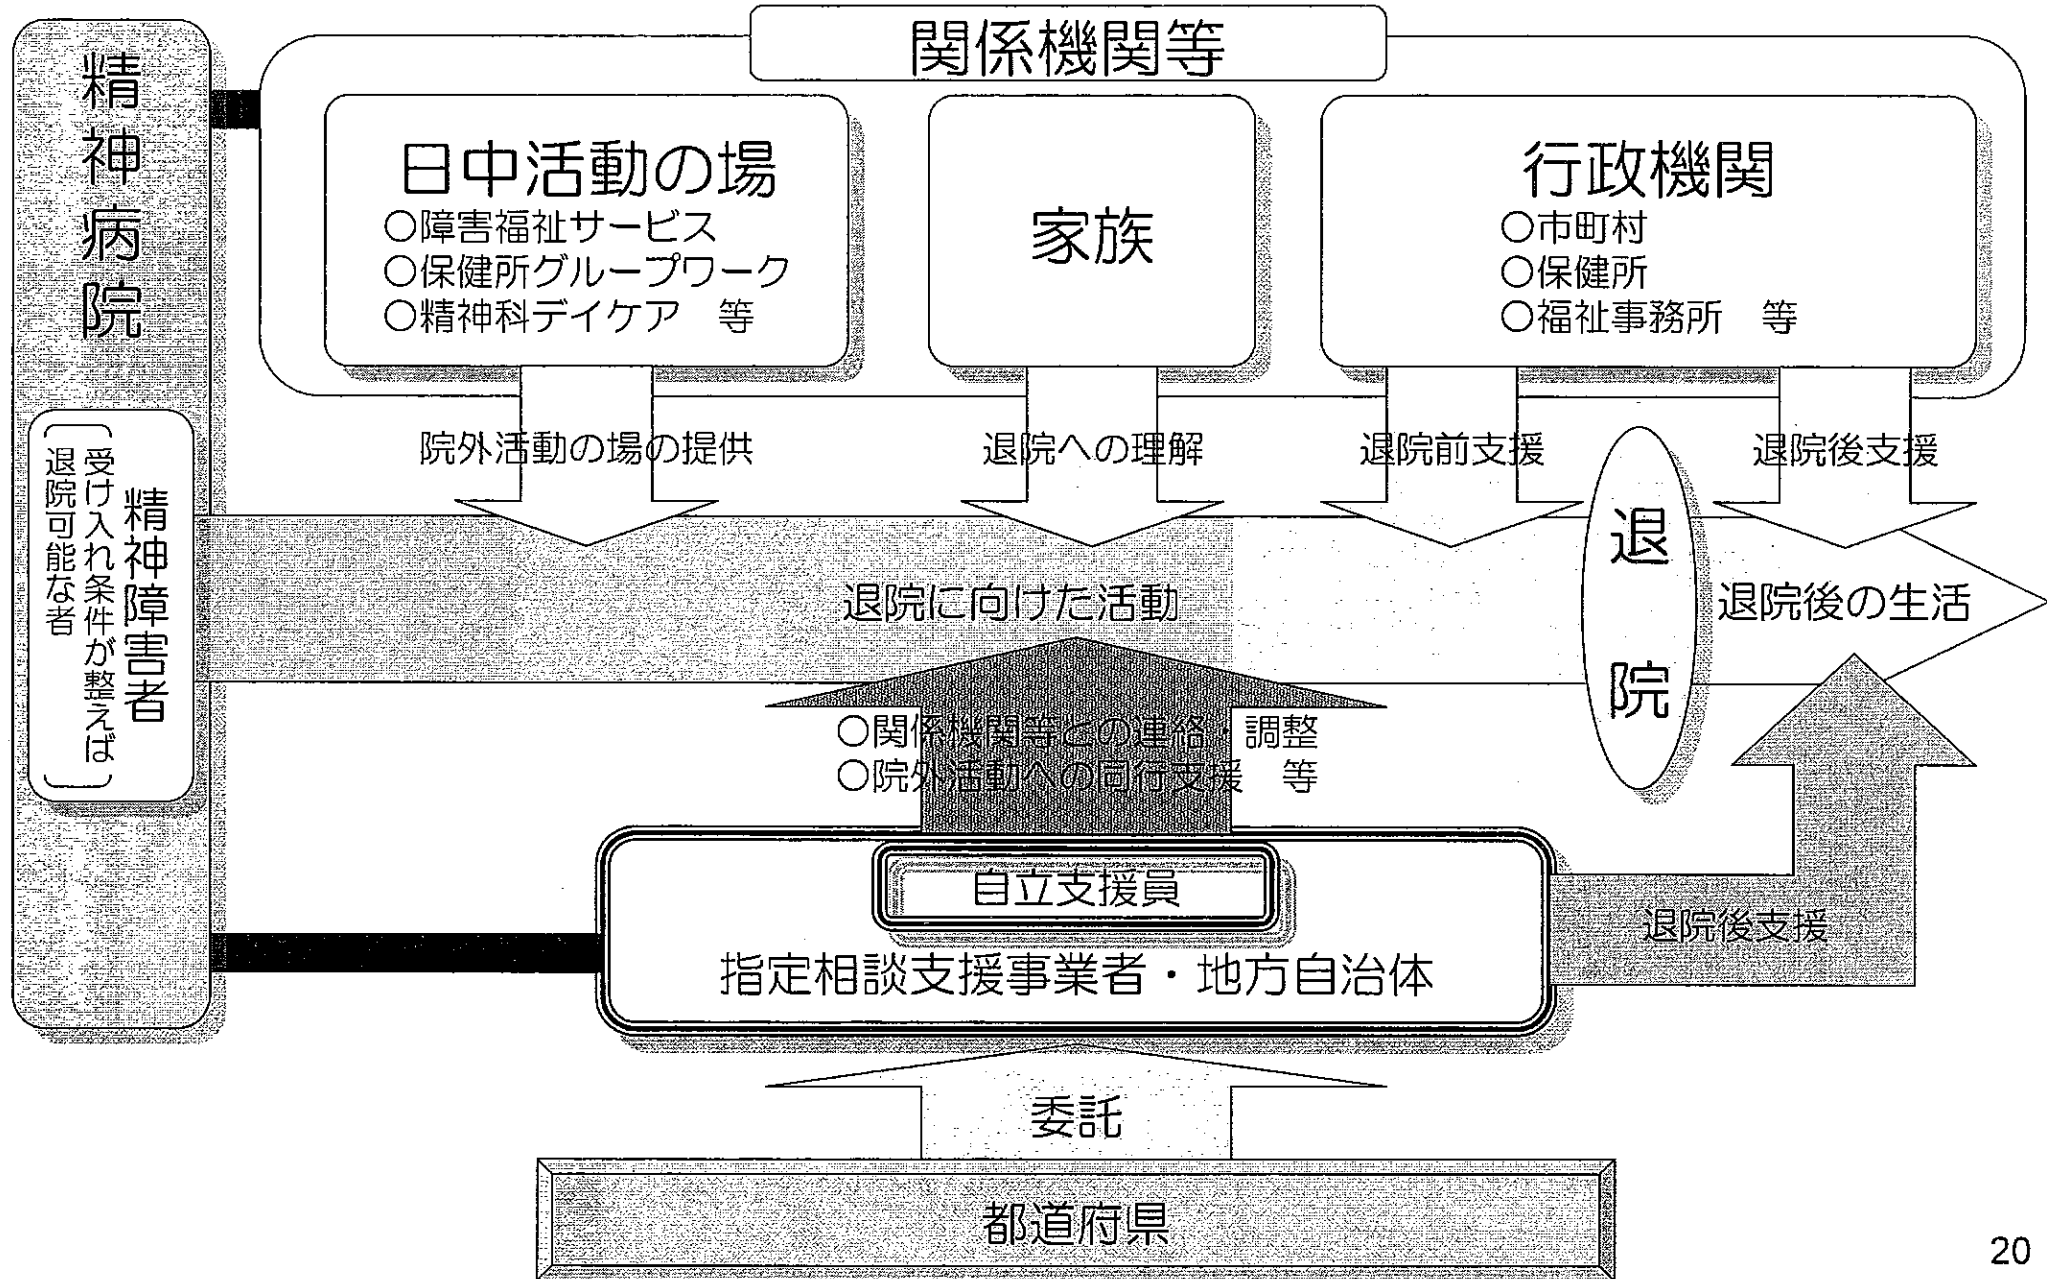 関係機関等
精神病院
日中活動の場
○障害福祉サービス
○保健所グループワーク
○精神科デイケア 等
家族
行政機関
○市町村
○保健所
○福祉事務所 等
院外活動の場の提供
退院への理解
退院前支援
退院後支援
精神障害者
受け入れ条件が整えば
退院可能な者
退院に向けた活動
退院
退院後の生活
○関係機関等との連絡・調整
○院外活動への同行支援 等
自立支援員
指定相談支援事業者・地方自治体
退院後支援
委託
都道府県
20